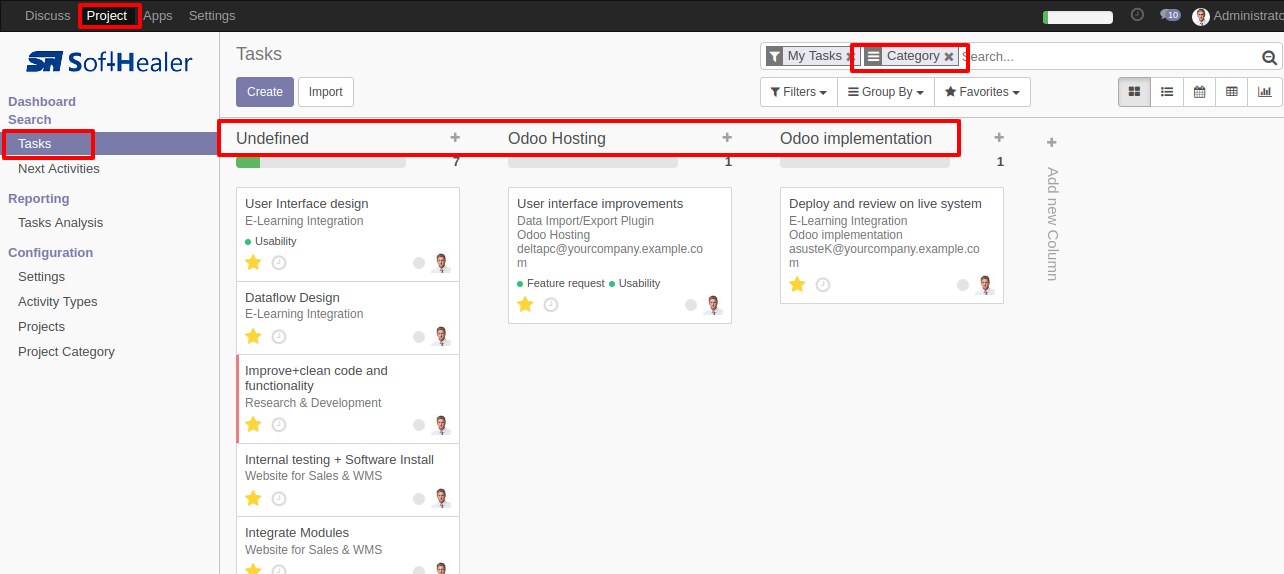 Discuss Project Apps Settings
10 Administrato
SoftHealer
Dashboard
Search
Tasks
Next Activities
Reporting
Tasks Analysis
Configuration
Settings
Activity Types
Projects
Project Category
Tasks
My Tasks Category Search...
Create Import
Filters Group By Favorites
Undefined
7
User Interface design
E-Learning Integration
Usability
Dataflow Design
E-Learning Integration
Improve+clean code and
functionality
Research & Development
Internal testing + Software Install
Website for Sales & WMS
Integrate Modules
Website for Sales & WMS
Odoo Hosting
1
User interface improvements
Data Import/Export Plugin
Odoo Hosting
deltapc@yourcompany.example.co
m
Feature request Usability
Odoo implementation
1
Deploy and review on live system
E-Learning Integration
Odoo implementation
asusteK@yourcompany.example.co
m
Add new Column